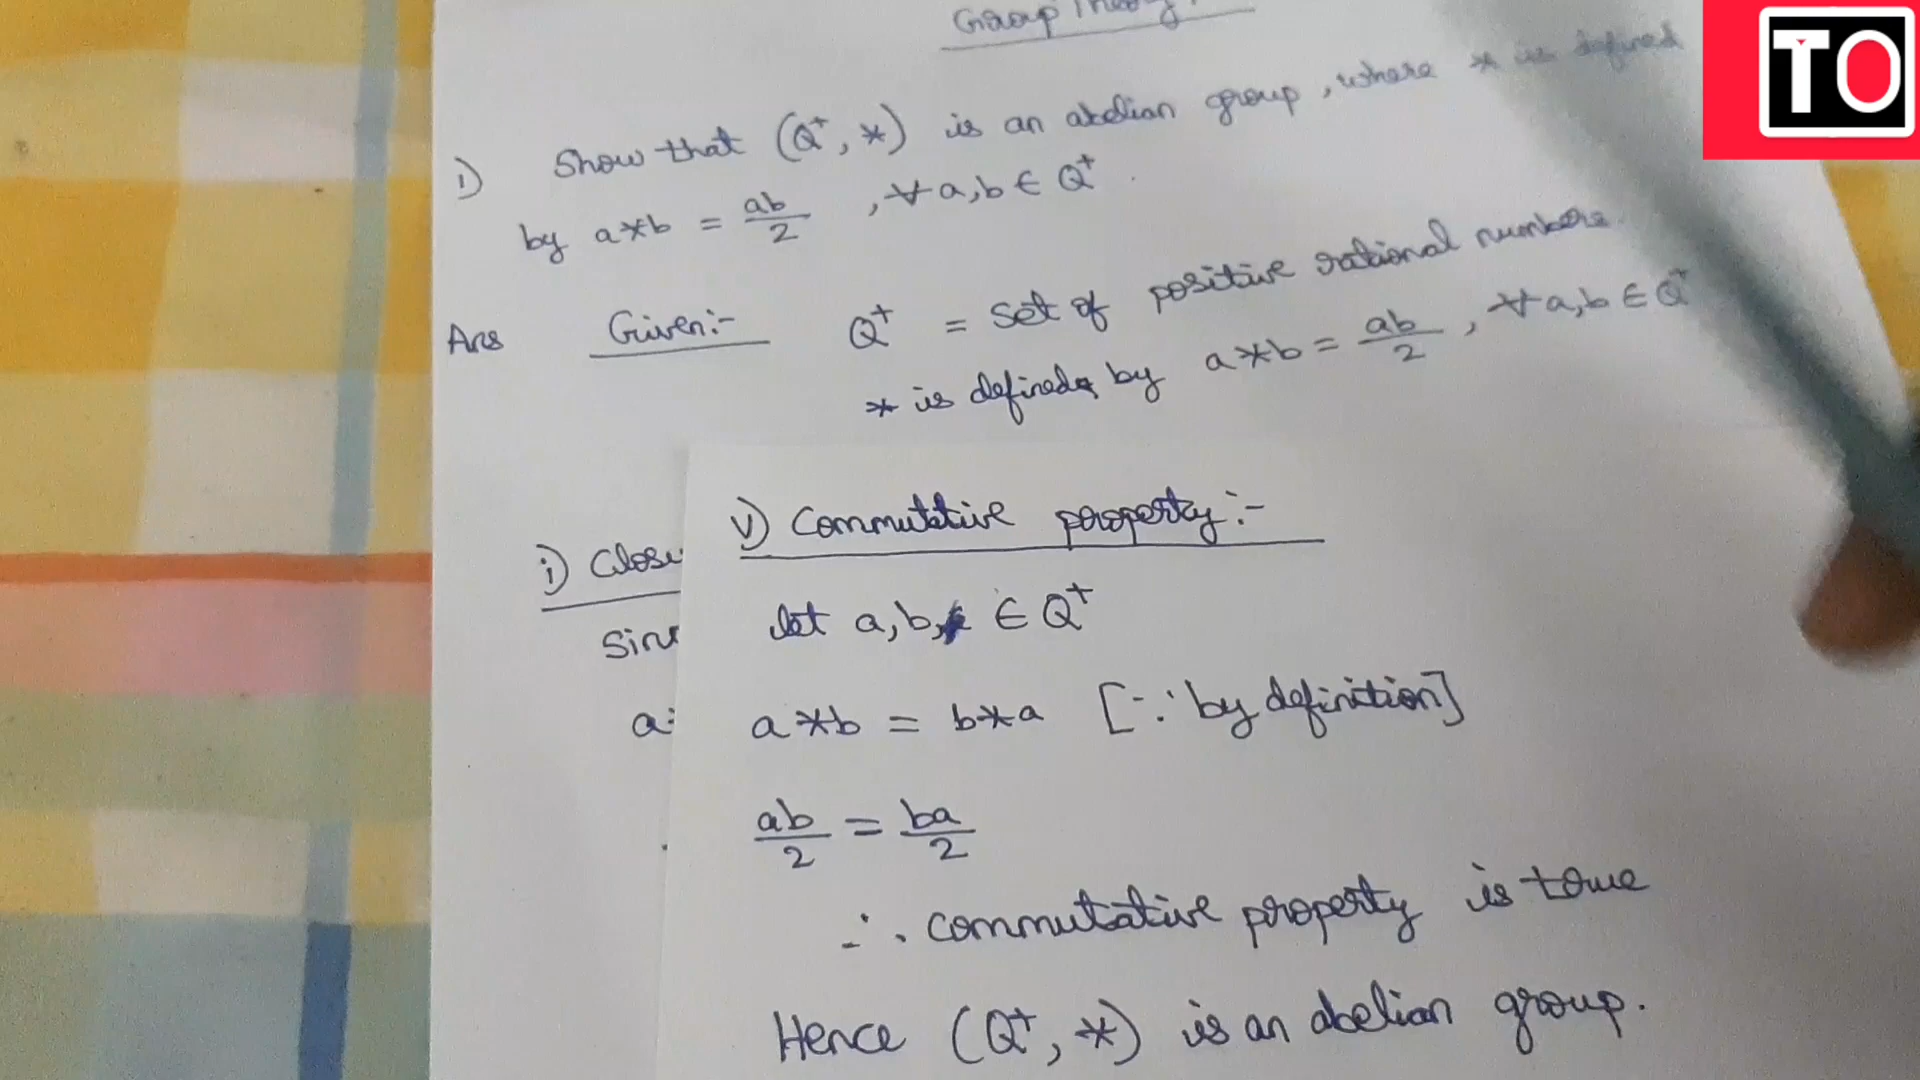 Group Theory
TO
1) Show that (Q⁺, *) is an abelian group, where * is defined
by a*b = ab/2 , ∀ a,b ∈ Q⁺.
Ans Given:- Q⁺ = Set of positive rational numbers
* is defined by a*b = ab/2 , ∀ a,b ∈ Q⁺
i) Closu
Sinc
a*
v) Commutative property:-
let a,b, ∈ Q⁺
a*b = b*a [∵ by definition]
ab/2 = ba/2
∴ commutative property is true
Hence (Q⁺, *) is an abelian group.